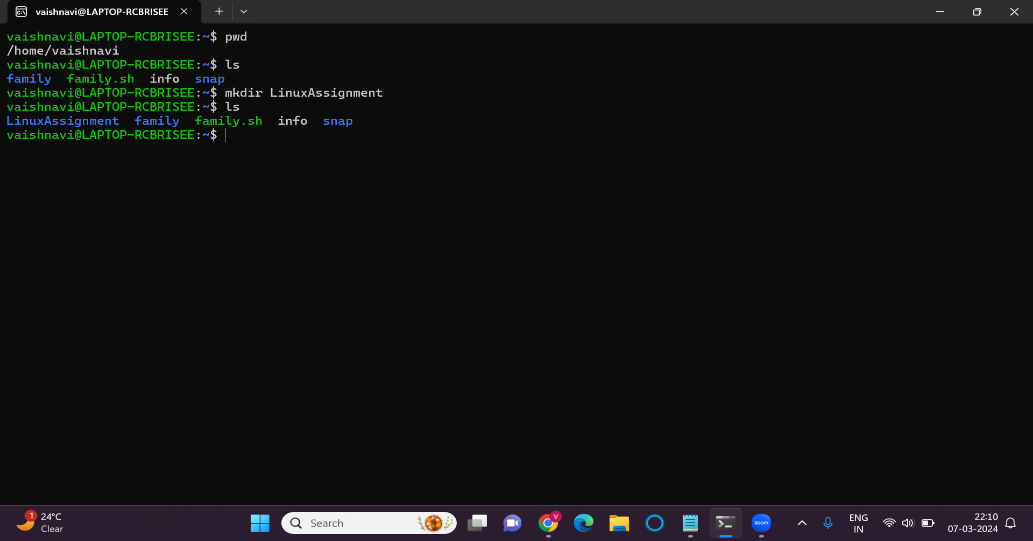 vaishnavi@LAPTOP-RCBRISEE
vaishnavi@LAPTOP-RCBRISEE:~$ pwd
/home/vaishnavi
vaishnavi@LAPTOP-RCBRISEE:~$ ls
family  family.sh  info  snap
vaishnavi@LAPTOP-RCBRISEE:~$ mkdir LinuxAssignment
vaishnavi@LAPTOP-RCBRISEE:~$ ls
LinuxAssignment  family  family.sh  info  snap
vaishnavi@LAPTOP-RCBRISEE:~$
1
24°C
Clear
Search
V
zoom
ENG
IN
22:10
07-03-2024